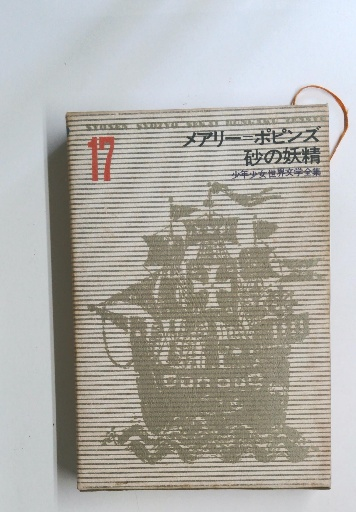 17
メアリー=ポピンズ
砂の妖精
少年少女世界文学全集